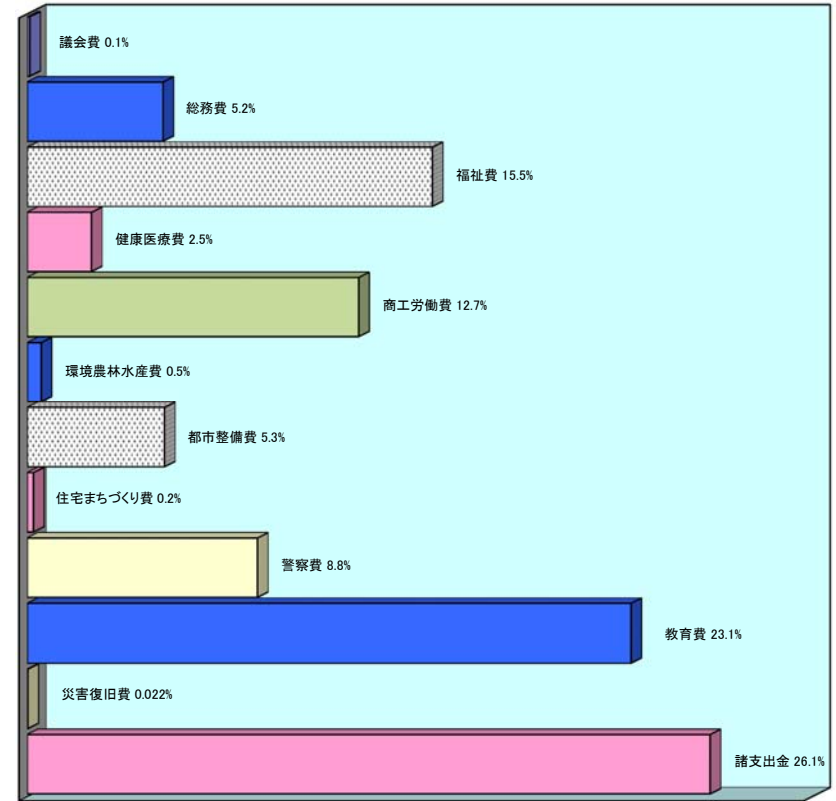 議会費 0.1%
総務費 5.2%
福祉費 15.5%
健康医療費 2.5%
商工労働費 12.7%
環境農林水産費 0.5%
都市整備費 5.3%
住宅まちづくり費 0.2%
警察費 8.8%
教育費 23.1%
災害復旧費 0.022%
諸支出金 26.1%